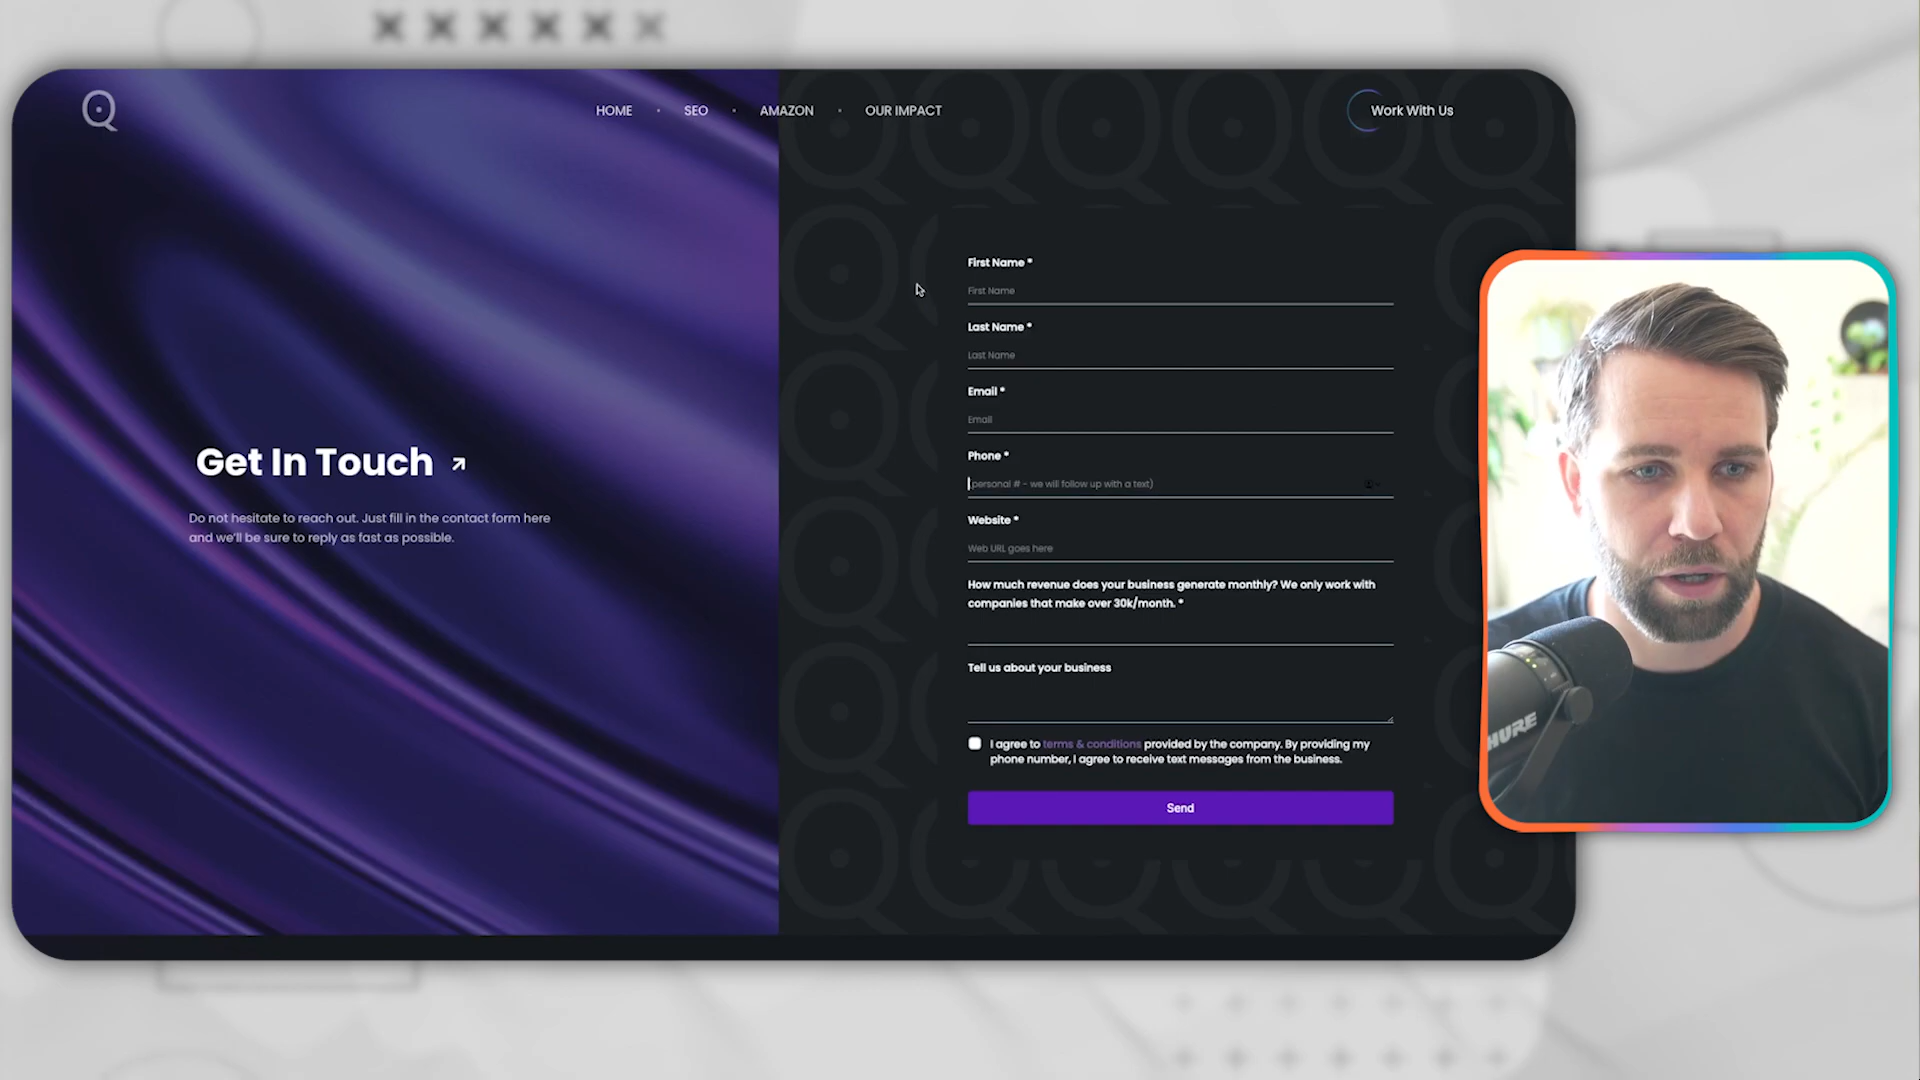 HOME
SEO
AMAZON
OUR IMPACT
Work With Us
Get In Touch
Do not hesitate to reach out. Just fill in the contact form here
and we'll be sure to reply as fast as possible.
First Name *
First Name
Last Name *
Last Name
Email *
Email
Phone *
personal # - we will follow up with a text)
Website *
Web URL goes here
How much revenue does your business generate monthly? We only work with
companies that make over 30k/month. *
Tell us about your business
I agree to terms & conditions provided by the company. By providing my
phone number, I agree to receive text messages from the business.
Send
SHURE